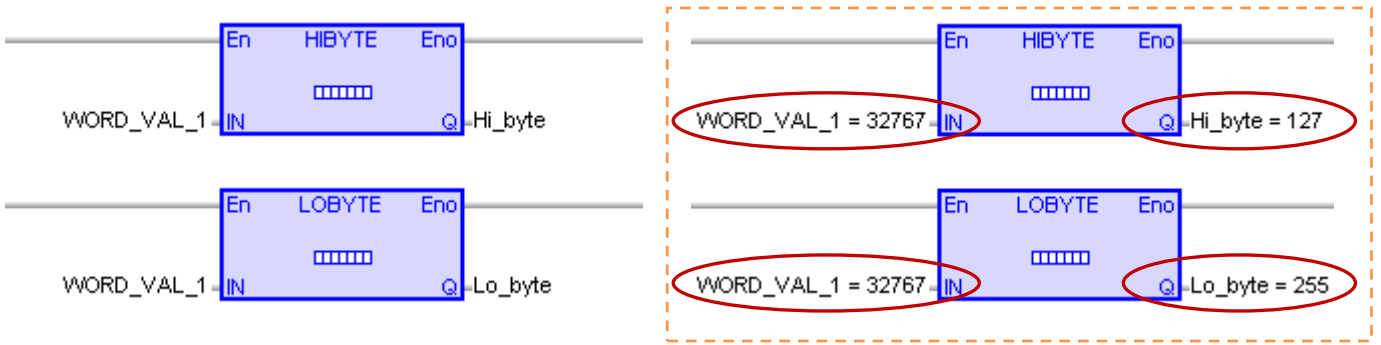 En HIBYTE Eno
WORD_VAL_1 IN Q Hi_byte
En LOBYTE Eno
WORD_VAL_1 IN Q Lo_byte
En HIBYTE Eno
WORD_VAL_1 = 32767 IN Q Hi_byte = 127
En LOBYTE Eno
WORD_VAL_1 = 32767 IN Q Lo_byte = 255